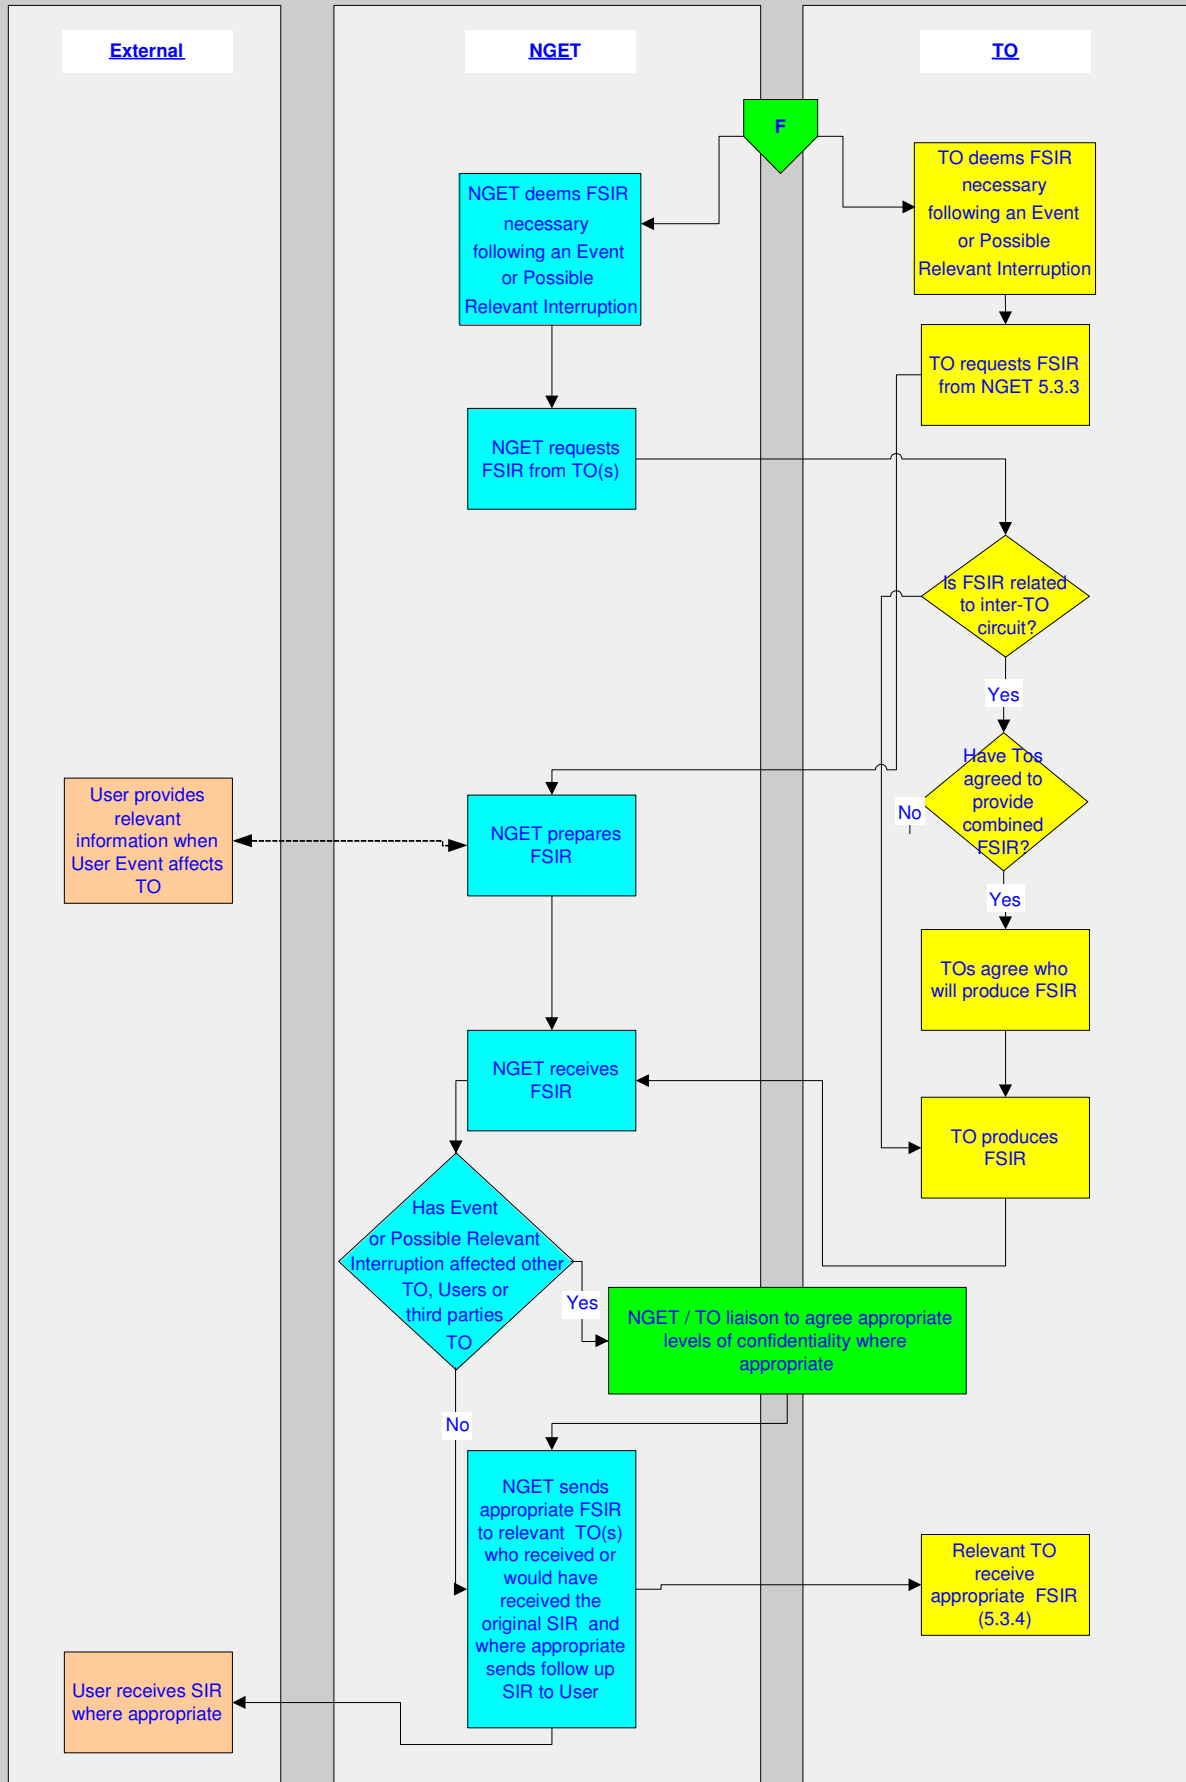 External
NGET
TO
F
NGET deems FSIR
necessary
following an Event
or Possible
Relevant Interruption
TO deems FSIR
necessary
following an Event
or Possible
Relevant Interruption
TO requests FSIR
from NGET 5.3.3
NGET requests
FSIR from TO(s)
Is FSIR related
to inter-TO
circuit?
Yes
Have Tos
agreed to
provide
combined
FSIR?
No
User provides
relevant
information when
User Event affects
TO
NGET prepares
FSIR
Yes
TOs agree who
will produce FSIR
NGET receives
FSIR
TO produces
FSIR
Has Event
or Possible Relevant
Interruption affected other
TO, Users or
third parties
TO
Yes
NGET / TO liaison to agree appropriate
levels of confidentiality where
appropriate
No
NGET sends
appropriate FSIR
to relevant TO(s)
who received or
would have
received the
original SIR and
where appropriate
sends follow up
SIR to User
Relevant TO
receive
appropriate FSIR
(5.3.4)
User receives SIR
where appropriate